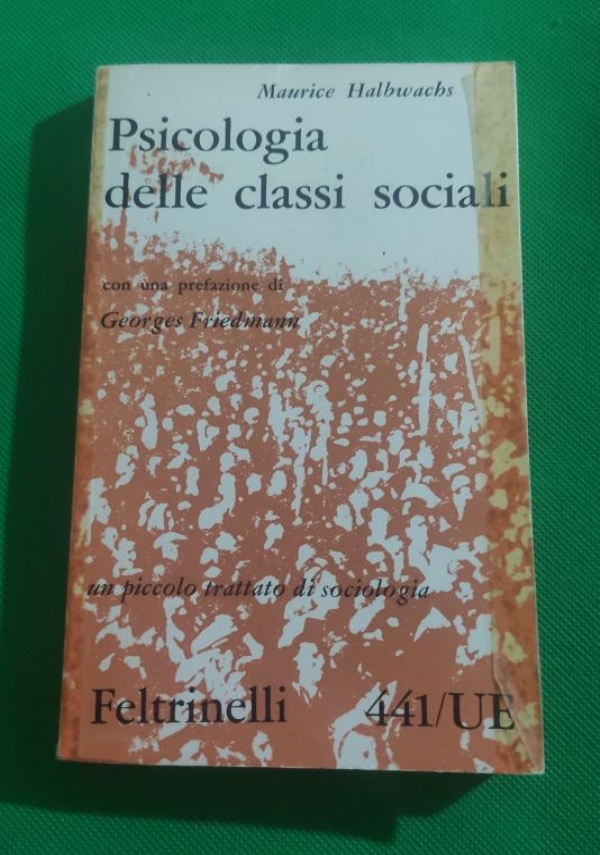 Maurice Halbwachs
Psicologia
delle classi sociali
con una prefazione di
Georges Friedmann
un piccolo trattato di sociologia
Feltrinelli 441/UE